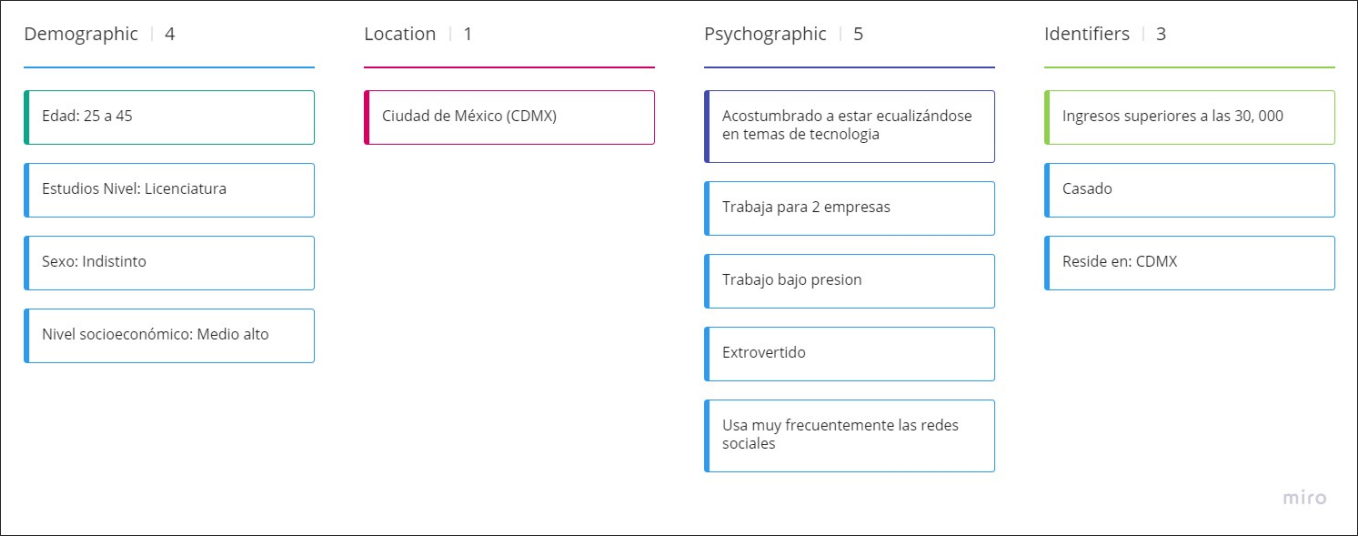 Demographic | 4
Edad: 25 a 45
Estudios Nivel: Licenciatura
Sexo: Indistinto
Nivel socioeconómico: Medio alto
Location | 1
Ciudad de México (CDMX)
Psychographic | 5
Acostumbrado a estar ecualizándose
en temas de tecnologia
Trabaja para 2 empresas
Trabajo bajo presion
Extrovertido
Usa muy frecuentemente las redes
sociales
Identifiers | 3
Ingresos superiores a las 30, 000
Casado
Reside en: CDMX
miro